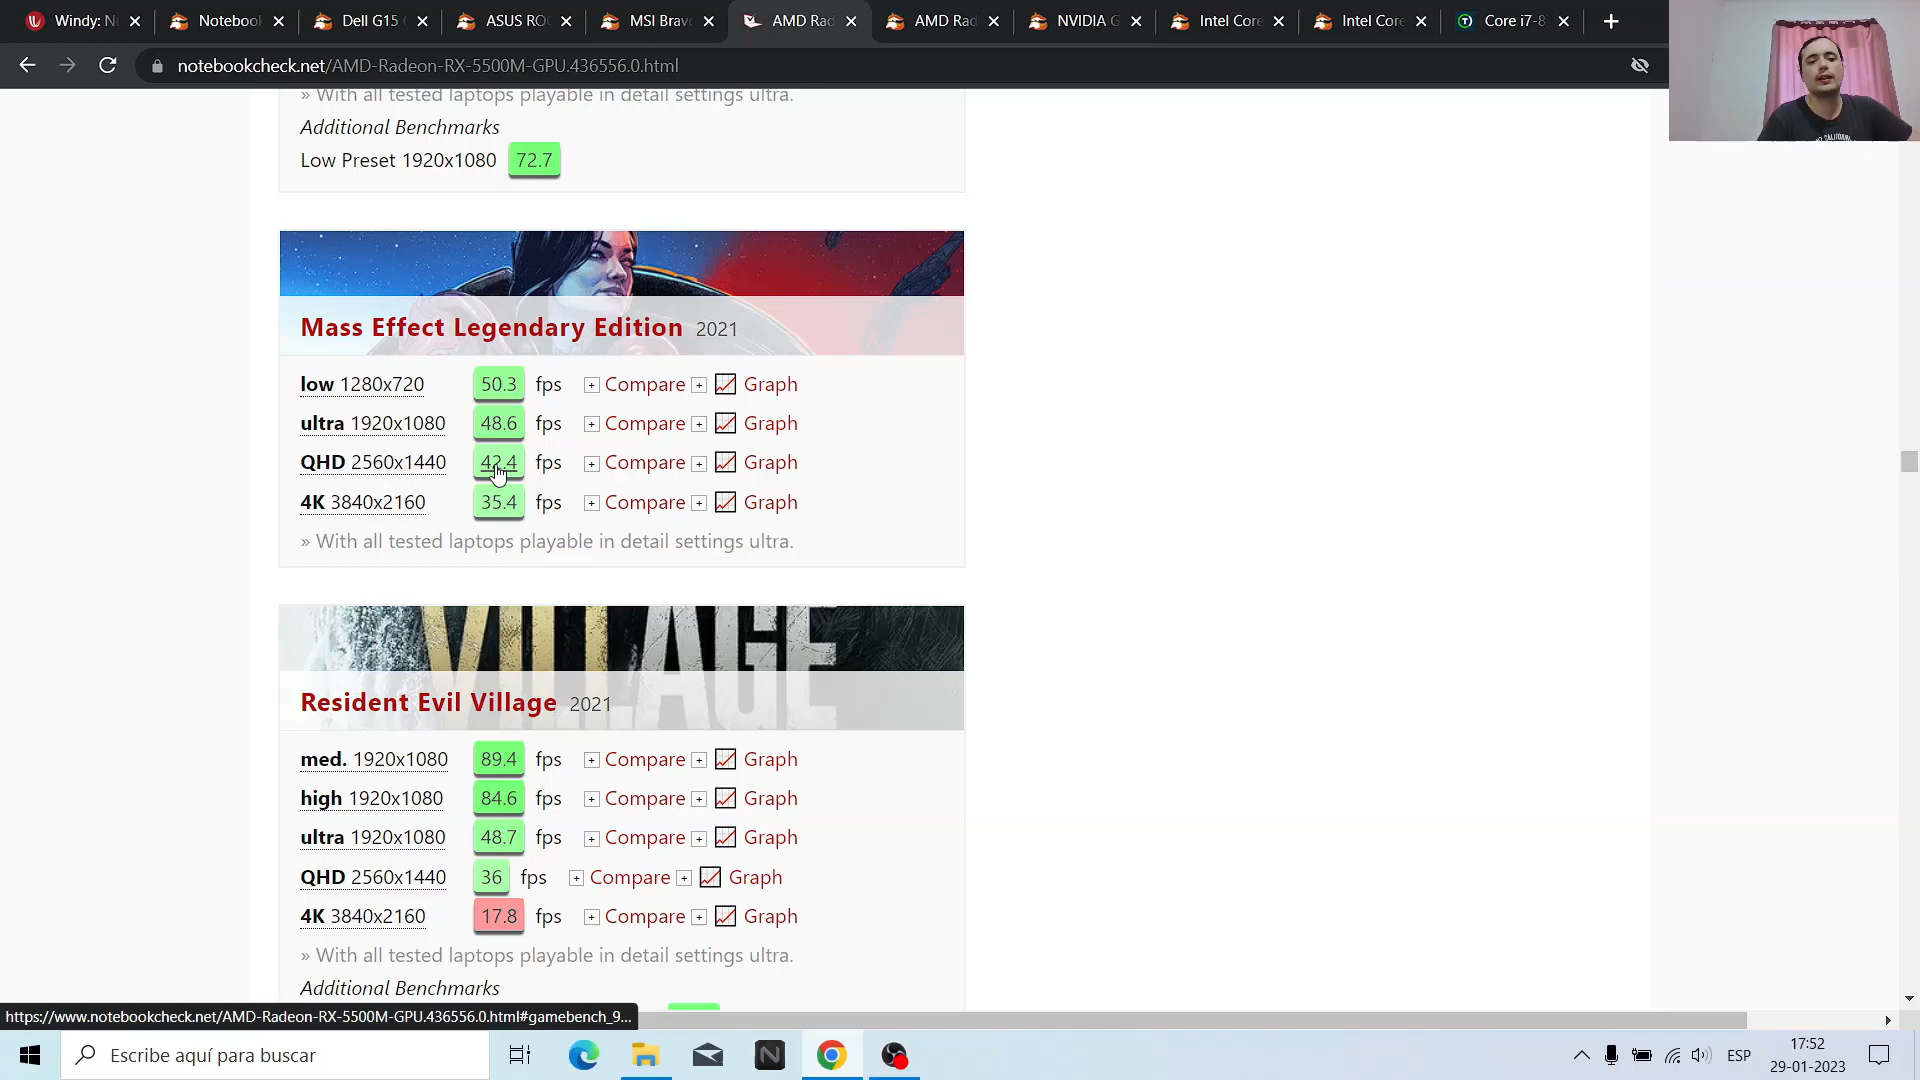 Windy: N
Notebook
Dell G15
ASUS RO
MSI Brav
AMD Rad
AMD Rad
NVIDIA G
Intel Core
Intel Core
Core i7-8
notebookcheck.net/AMD-Radeon-RX-5500M-GPU.436556.0.html
» With all tested laptops playable in detail settings ultra.
Additional Benchmarks
Low Preset 1920x1080 72.7
Mass Effect Legendary Edition 2021
low 1280x720 50.3 fps + Compare + Graph
ultra 1920x1080 48.6 fps + Compare + Graph
QHD 2560x1440 42.4 fps + Compare + Graph
4K 3840x2160 35.4 fps + Compare + Graph
» With all tested laptops playable in detail settings ultra.
VILLAGE
Resident Evil Village 2021
med. 1920x1080 89.4 fps + Compare + Graph
high 1920x1080 84.6 fps + Compare + Graph
ultra 1920x1080 48.7 fps + Compare + Graph
QHD 2560x1440 36 fps + Compare + Graph
4K 3840x2160 17.8 fps + Compare + Graph
» With all tested laptops playable in detail settings ultra.
Additional Benchmarks
https://www.notebookcheck.net/AMD-Radeon-RX-5500M-GPU.436556.0.html#gamebench_9...
Escribe aquí para buscar
ESP
17:52
29-01-2023